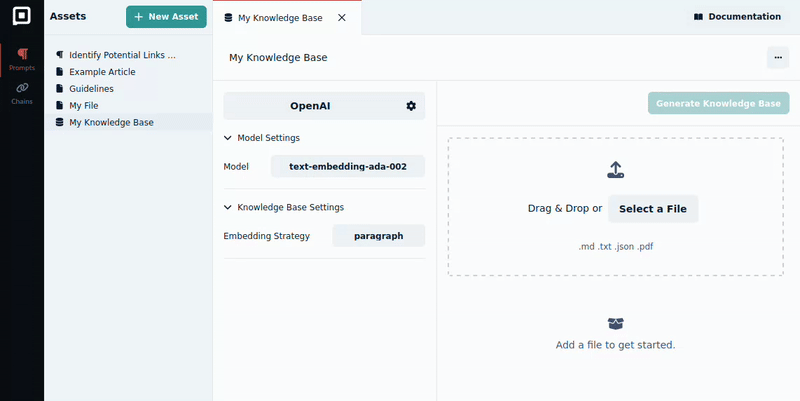 Assets
+ New Asset
My Knowledge Base
Documentation
Prompts
Chains
Identify Potential Links ...
Example Article
Guidelines
My File
My Knowledge Base
My Knowledge Base
...
OpenAI
Model Settings
Model text-embedding-ada-002
Knowledge Base Settings
Embedding Strategy paragraph
Generate Knowledge Base
Drag & Drop or Select a File
.md .txt .json .pdf
Add a file to get started.